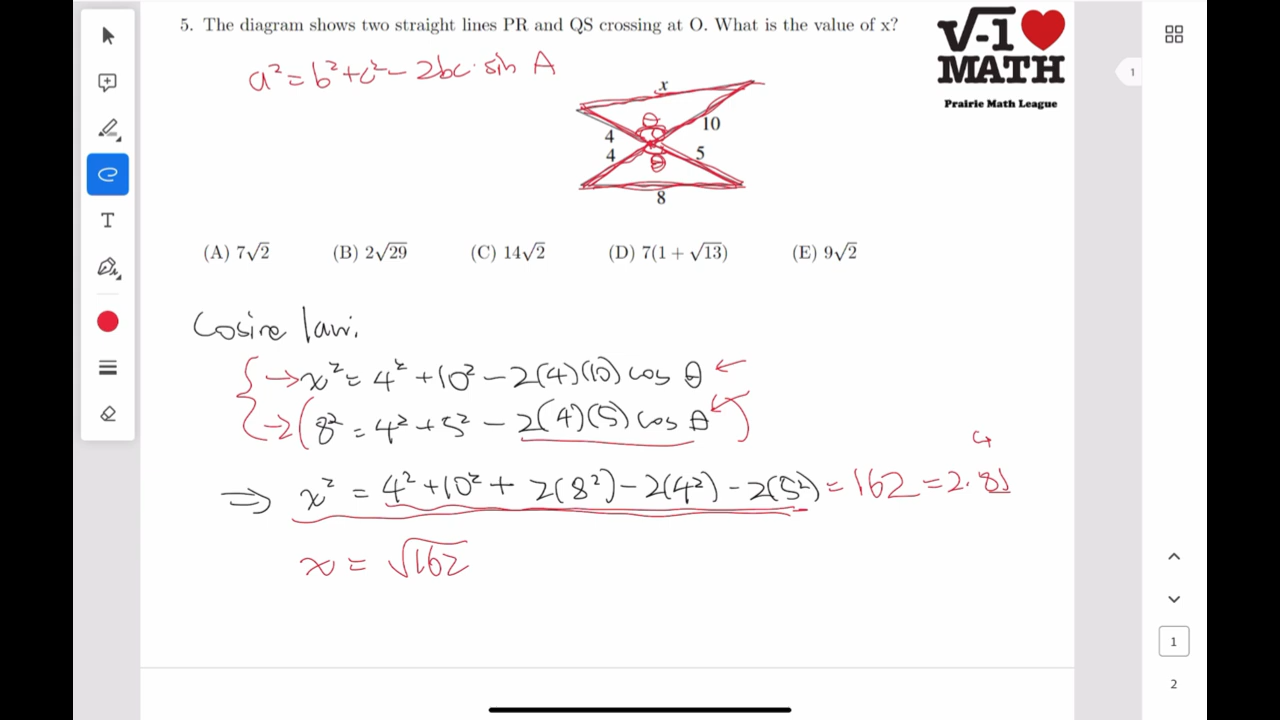 5. The diagram shows two straight lines PR and QS crossing at O. What is the value of x?
√-1
MATH
Prairie Math League
1
a² = b² + c² - 2bc · sin A
x
θ
4
10
4
5
θ
8
(A) 7√2 (B) 2√29 (C) 14√2 (D) 7(1 + √13) (E) 9√2
T
Cosine law:
→ x² = 4² + 10² - 2(4)(10) cos θ ←
→ 2(8² = 4² + 5² - 2(4)(5) cos θ)
⇒ x² = 4² + 10² + 2(8²) - 2(4²) - 2(5²) = 162 = 2·81
x = √162
1
2